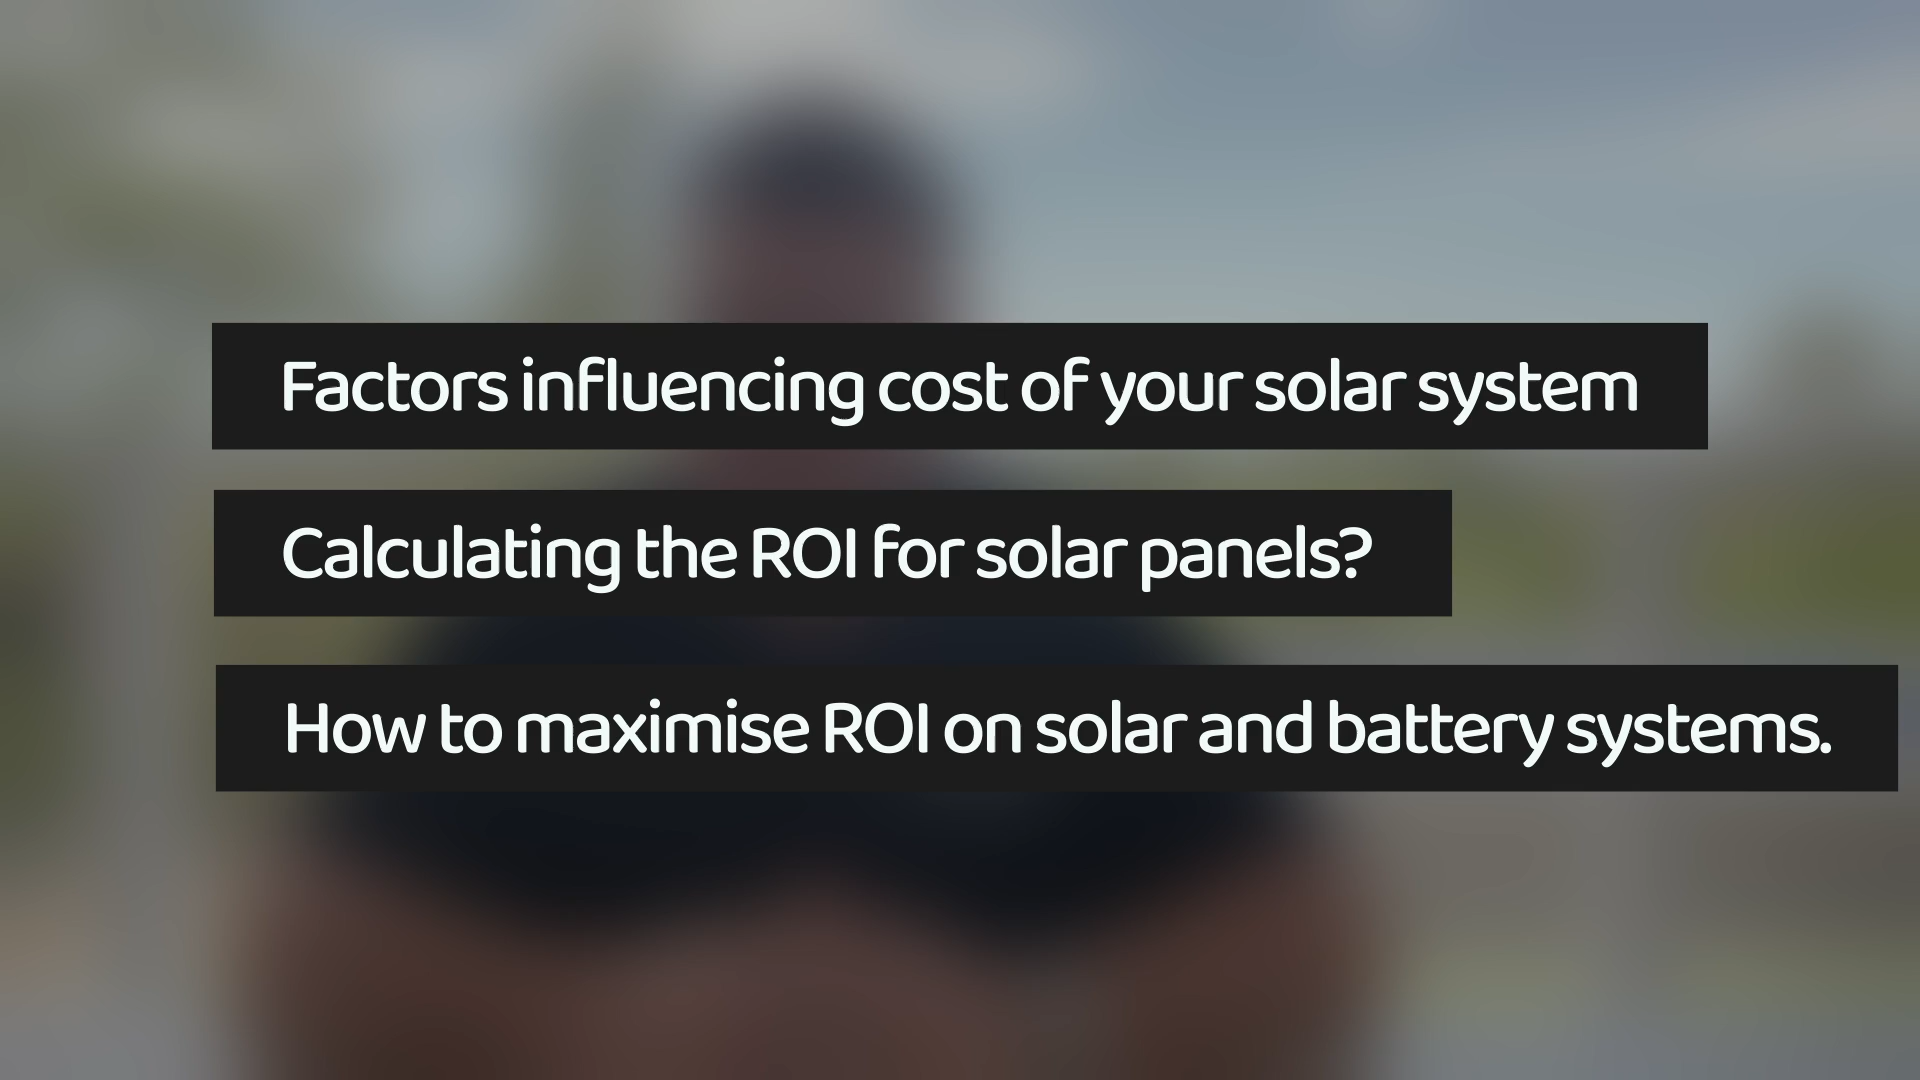 Factors influencing cost of your solar system
Calculating the ROI for solar panels?
How to maximise ROI on solar and battery systems.